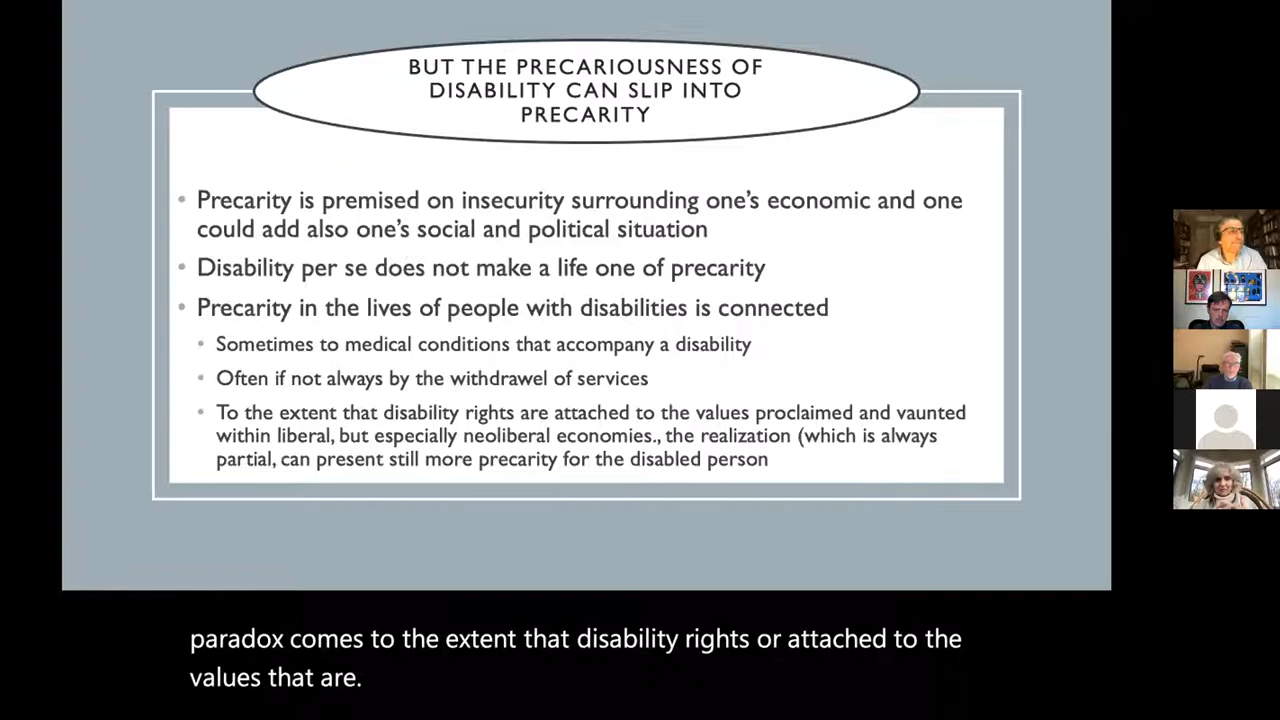 BUT THE PRECARIOUSNESS OF
DISABILITY CAN SLIP INTO
PRECARITY
• Precarity is premised on insecurity surrounding one's economic and one
could add also one's social and political situation
• Disability per se does not make a life one of precarity
• Precarity in the lives of people with disabilities is connected
• Sometimes to medical conditions that accompany a disability
• Often if not always by the withdrawel of services
• To the extent that disability rights are attached to the values proclaimed and vaunted
within liberal, but especially neoliberal economies., the realization (which is always
partial, can present still more precarity for the disabled person
paradox comes to the extent that disability rights or attached to the
values that are.